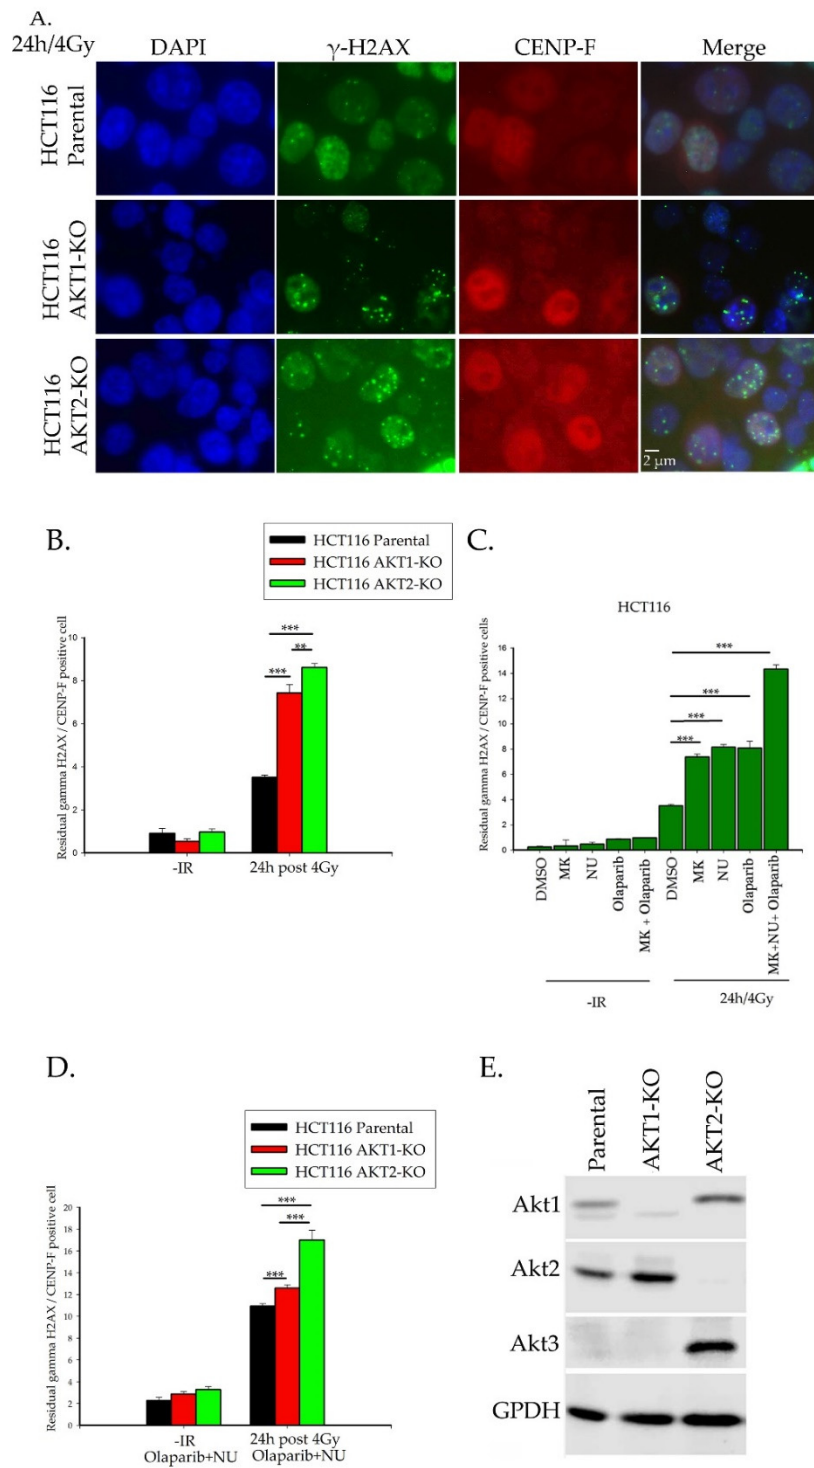 A.
24h/4Gy
DAPI
γ-H2AX
CENP-F
Merge
HCT116
Parental
HCT116
AKT1-KO
HCT116
AKT2-KO
2 μm
B.
HCT116 Parental
HCT116 AKT1-KO
HCT116 AKT2-KO
Residual gamma H2AX / CENP-F positive cell
10
8
6
4
2
0
***
**
***
-IR
24h post 4Gy
C.
HCT116
Residual gamma H2AX / CENP-F positive cells
16
14
12
10
8
6
4
2
0
***
***
***
***
DMSO
MK
NU
Olaparib
MK + Olaparib
DMSO
MK
NU
Olaparib
MK+NU+ Olaparib
-IR
24h/4Gy
D.
HCT116 Parental
HCT116 AKT1-KO
HCT116 AKT2-KO
Residual gamma H2AX / CENP-F positive cell
20
18
16
14
12
10
8
6
4
2
0
***
***
***
-IR
Olaparib+NU
24h post 4Gy
Olaparib+NU
E.
Parental
AKT1-KO
AKT2-KO
Akt1
Akt2
Akt3
GPDH